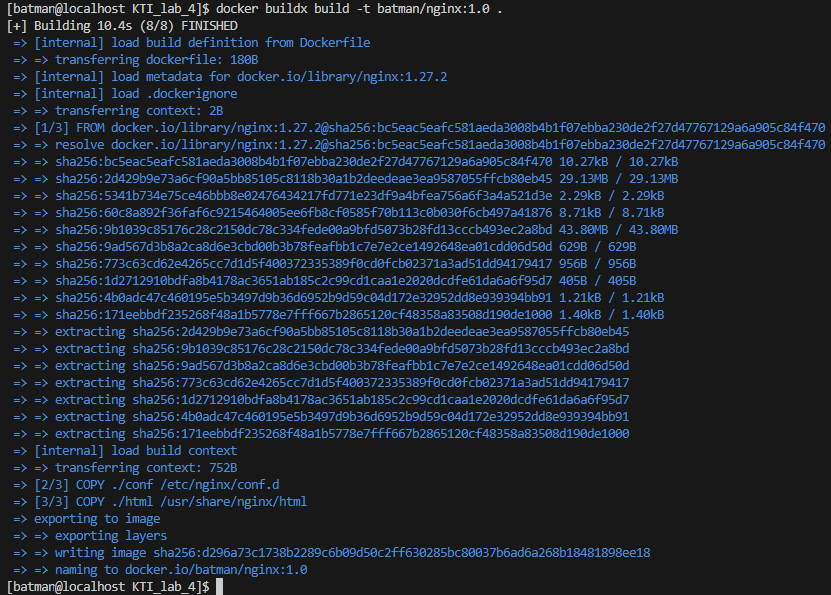 [batman@localhost KTI_lab_4]$ docker buildx build -t batman/nginx:1.0 .
[+] Building 10.4s (8/8) FINISHED
=> [internal] load build definition from Dockerfile
=> => transferring dockerfile: 180B
=> [internal] load metadata for docker.io/library/nginx:1.27.2
=> [internal] load .dockerignore
=> => transferring context: 2B
=> [1/3] FROM docker.io/library/nginx:1.27.2@sha256:bc5eac5eafc581aeda3008b4b1f07ebba230de2f27d47767129a6a905c84f470
=> => resolve docker.io/library/nginx:1.27.2@sha256:bc5eac5eafc581aeda3008b4b1f07ebba230de2f27d47767129a6a905c84f470
=> => sha256:bc5eac5eafc581aeda3008b4b1f07ebba230de2f27d47767129a6a905c84f470 10.27kB / 10.27kB
=> => sha256:2d429b9e73a6cf90a5bb85105c8118b30a1b2deedeae3ea9587055ffcb80eb45 29.13MB / 29.13MB
=> => sha256:5341b734e75ce46bbb8e02476434217fd771e23df9a4bfea756a6f3a4a521d3e 2.29kB / 2.29kB
=> => sha256:60c8a892f36faf6c9215464005ee6fb8cf0585f70b113c0b030f6cb497a41876 8.71kB / 8.71kB
=> => sha256:9b1039c85176c28c2150dc78c334fede00a9bfd5073b28fd13cccb493ec2a8bd 43.80MB / 43.80MB
=> => sha256:9ad567d3b8a2ca8d6e3cbd00b3b78feafbb1c7e7e2ce1492648ea01cdd06d50d 629B / 629B
=> => sha256:773c63cd62e4265cc7d1d5f400372335389f0cd0fcb02371a3ad51dd94179417 956B / 956B
=> => sha256:1d2712910bdfa8b4178ac3651ab185c2c99cd1caa1e2020dcdfe61da6a6f95d7 405B / 405B
=> => sha256:4b0adc47c460195e5b3497d9b36d6952b9d59c04d172e32952dd8e939394bb91 1.21kB / 1.21kB
=> => sha256:171eebbdf235268f48a1b5778e7fff667b2865120cf48358a83508d190de1000 1.40kB / 1.40kB
=> => extracting sha256:2d429b9e73a6cf90a5bb85105c8118b30a1b2deedeae3ea9587055ffcb80eb45
=> => extracting sha256:9b1039c85176c28c2150dc78c334fede00a9bfd5073b28fd13cccb493ec2a8bd
=> => extracting sha256:9ad567d3b8a2ca8d6e3cbd00b3b78feafbb1c7e7e2ce1492648ea01cdd06d50d
=> => extracting sha256:773c63cd62e4265cc7d1d5f400372335389f0cd0fcb02371a3ad51dd94179417
=> => extracting sha256:1d2712910bdfa8b4178ac3651ab185c2c99cd1caa1e2020dcdfe61da6a6f95d7
=> => extracting sha256:4b0adc47c460195e5b3497d9b36d6952b9d59c04d172e32952dd8e939394bb91
=> => extracting sha256:171eebbdf235268f48a1b5778e7fff667b2865120cf48358a83508d190de1000
=> [internal] load build context
=> => transferring context: 752B
=> [2/3] COPY ./conf /etc/nginx/conf.d
=> [3/3] COPY ./html /usr/share/nginx/html
=> exporting to image
=> => exporting layers
=> => writing image sha256:d296a73c1738b2289c6b09d50c2ff630285bc80037b6ad6a268b18481898ee18
=> => naming to docker.io/batman/nginx:1.0
[batman@localhost KTI_lab_4]$